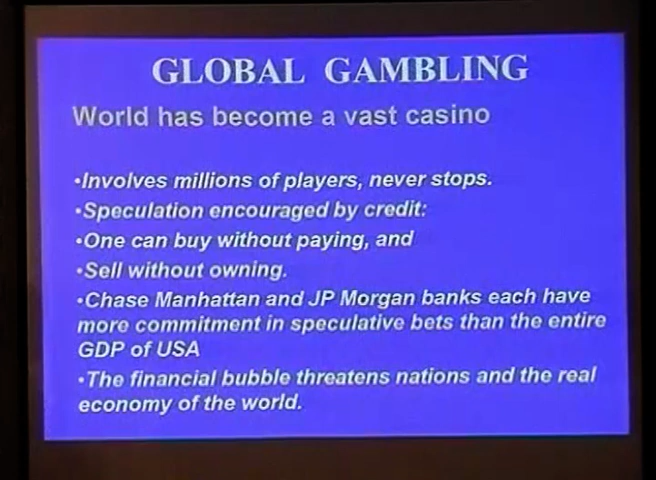 GLOBAL GAMBLING
World has become a vast casino
•Involves millions of players, never stops.
•Speculation encouraged by credit:
•One can buy without paying, and
•Sell without owning.
•Chase Manhattan and JP Morgan banks each have
more commitment in speculative bets than the entire
GDP of USA
•The financial bubble threatens nations and the real
economy of the world.